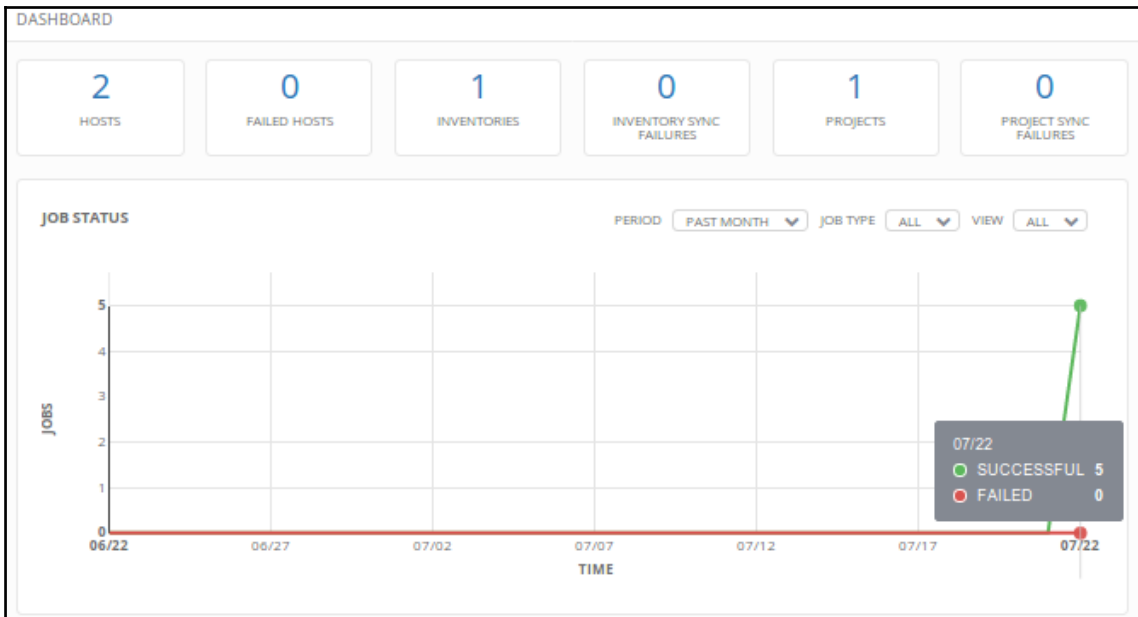 DASHBOARD
2
HOSTS
0
FAILED HOSTS
1
INVENTORIES
0
INVENTORY SYNC
FAILURES
1
PROJECTS
0
PROJECT SYNC
FAILURES
JOB STATUS
PERIOD PAST MONTH JOB TYPE ALL VIEW ALL
5
4
3
2
1
0
JOBS
07/22
SUCCESSFUL 5
FAILED 0
06/22 06/27 07/02 07/07 07/12 07/17 07/22
TIME